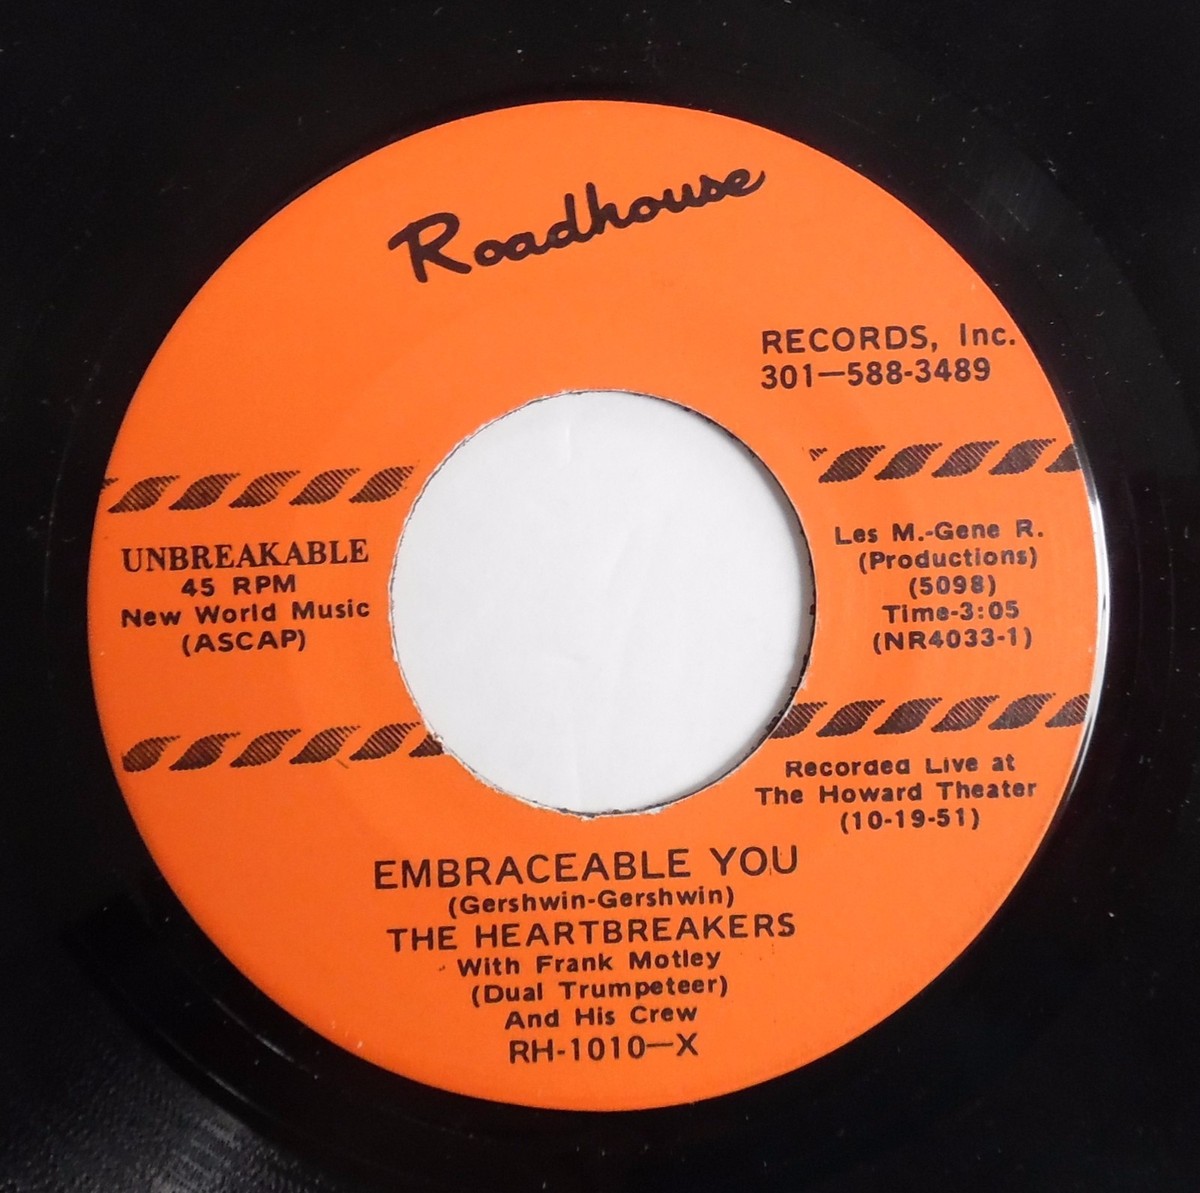 Roadhouse
RECORDS, Inc.
301—588-3489
UNBREAKABLE
45 RPM
New World Music
(ASCAP)
Les M.-Gene R.
(Productions)
(5098)
Time-3:05
(NR4033-1)
Recorded Live at
The Howard Theater
(10-19-51)
EMBRACEABLE YOU
(Gershwin-Gershwin)
THE HEARTBREAKERS
With Frank Motley
(Dual Trumpeteer)
And His Crew
RH-1010—X